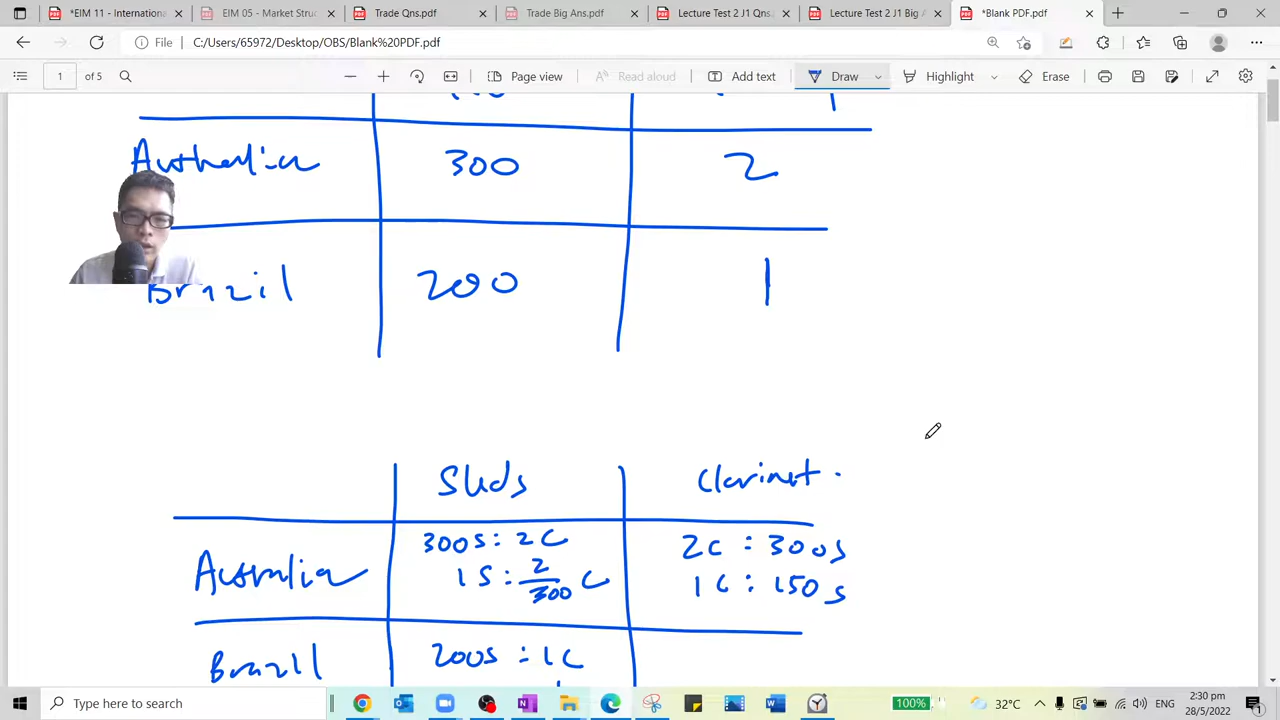 *EIM 11 - International
EIM 05 - Market Struc
Trade Qns.pdf
Trade Big Ans.pdf
Lecture Test 2 J1 Qns.
Lecture Test 2 J1 Big A
*Blank PDF.pdf
File C:/Users/65972/Desktop/OBS/Blank%20PDF.pdf
1 of 5
Page view
Read aloud
Add text
Draw
Highlight
Erase
Australia 300 2
Brazil 200 1
Clarinet
Australia 300S : 2C 2C : 300S
1S : 2/300 C 1C : 150S
Brazil 200S : 1C
Type here to search
100%
32°C
ENG
2:30 pm
28/5/2022